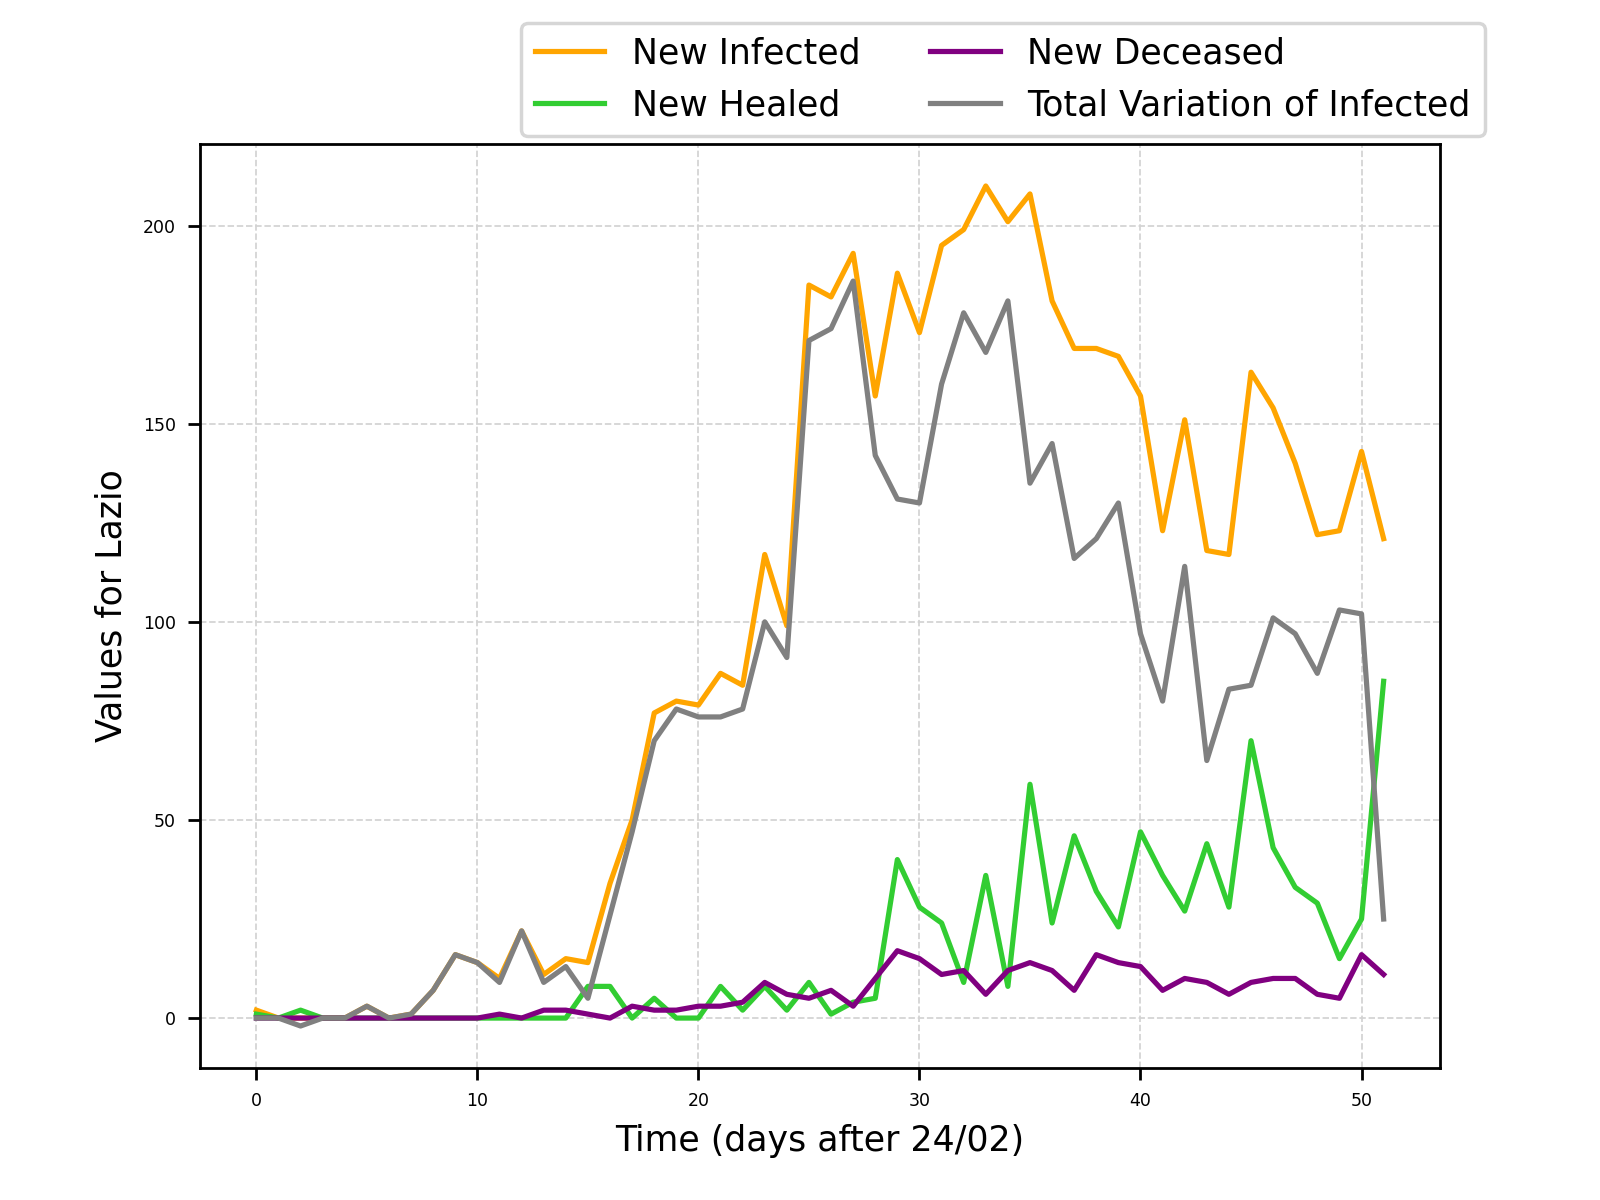 New Infected
New Healed
New Deceased
Total Variation of Infected
Values for Lazio
200
150
100
50
0
0 10 20 30 40 50
Time (days after 24/02)